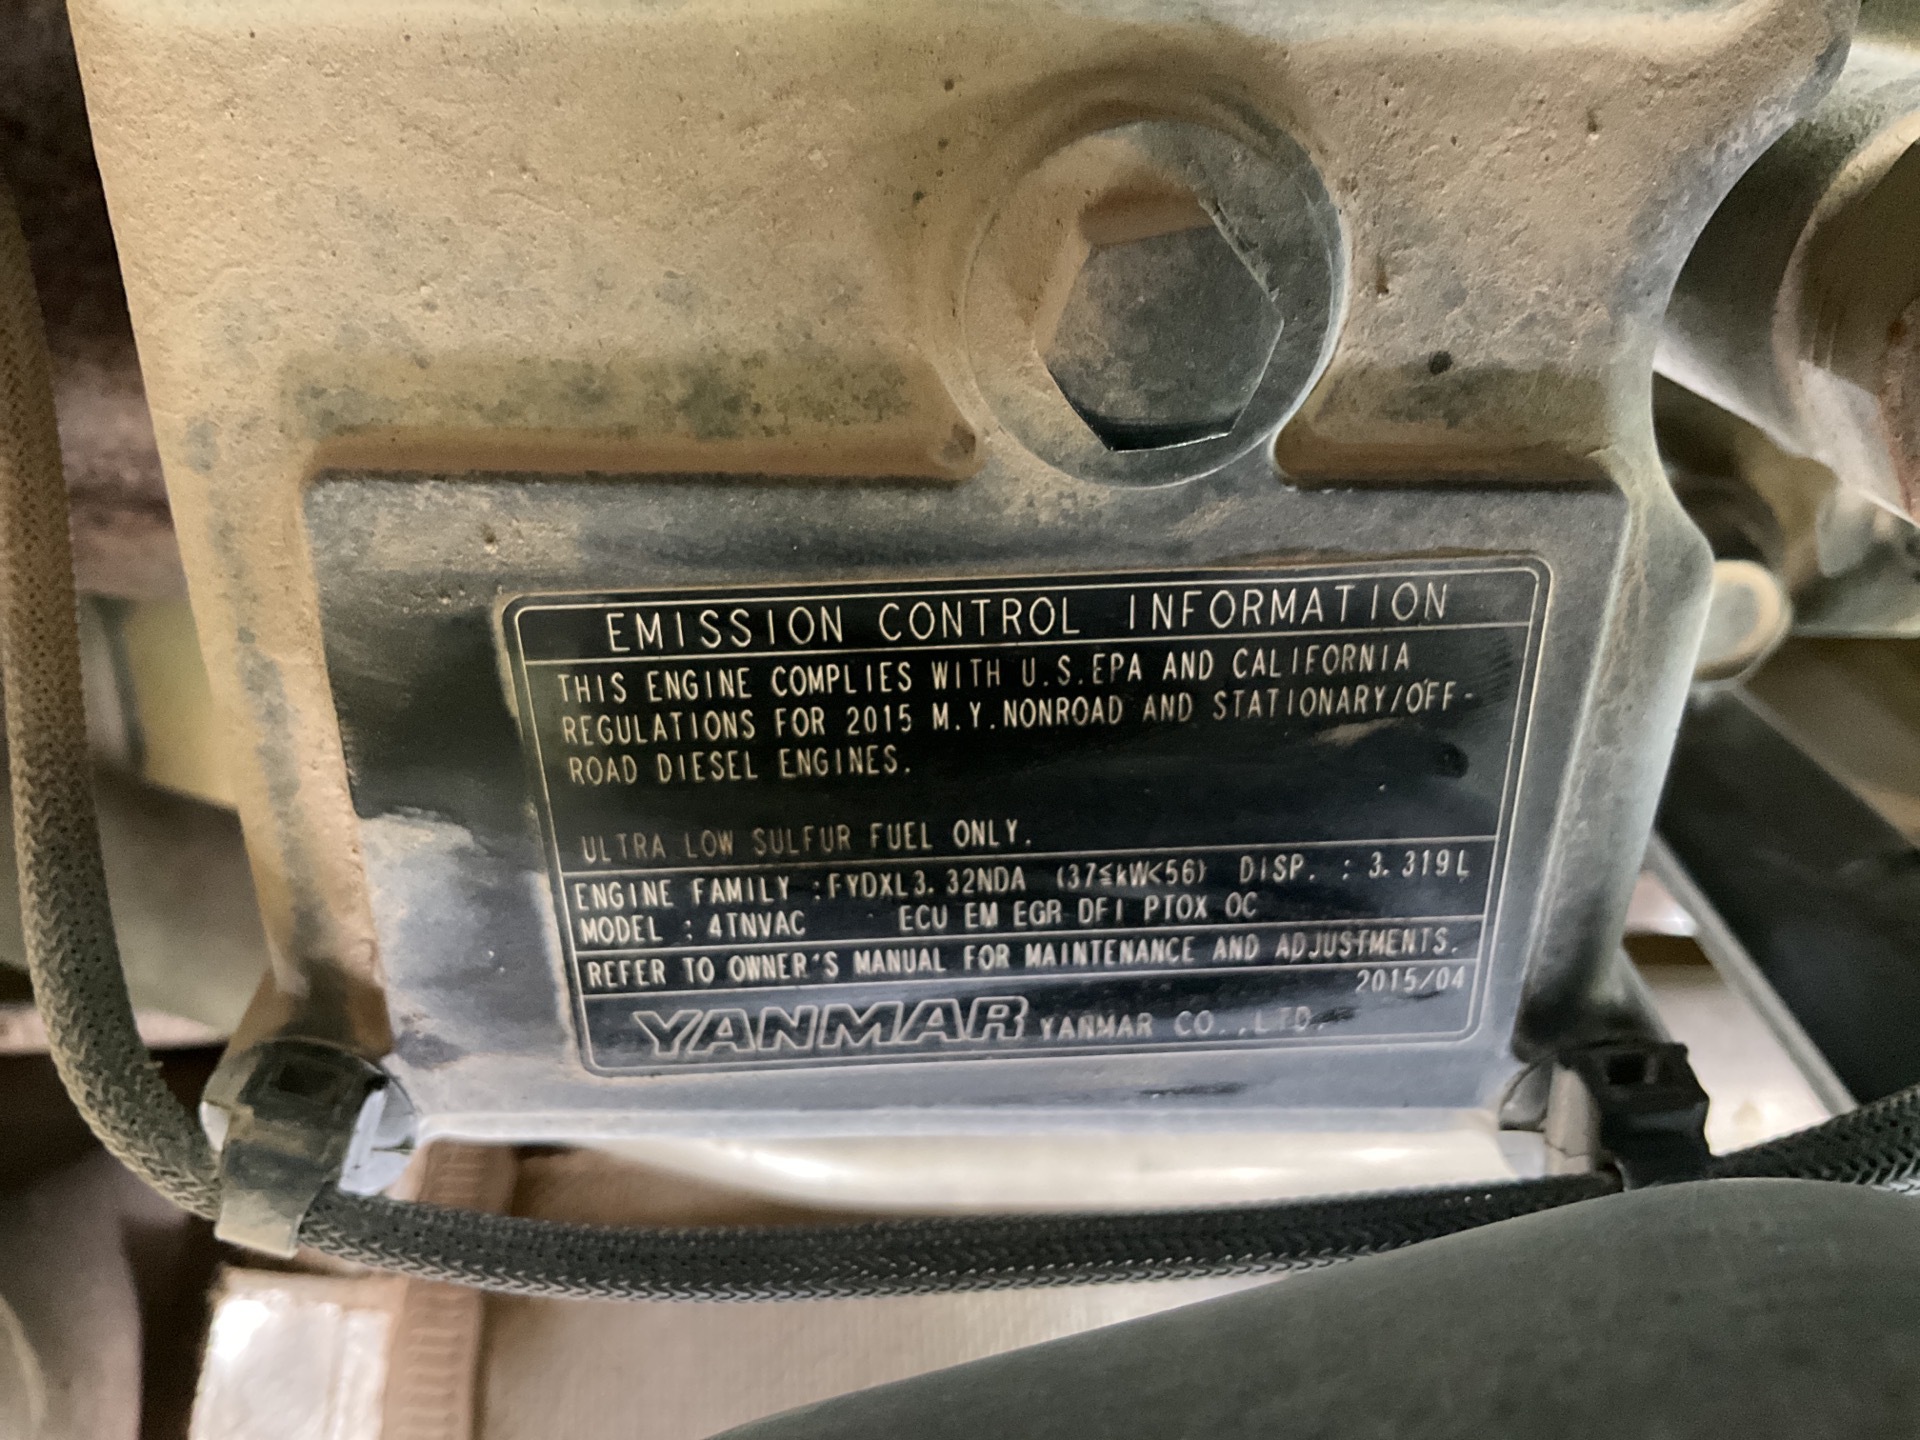 EMISSION CONTROL INFORMATION
THIS ENGINE COMPLIES WITH U.S.EPA AND CALIFORNIA
REGULATIONS FOR 2015 M.Y.NONROAD AND STATIONARY/OFF-
ROAD DIESEL ENGINES.
ULTRA LOW SULFUR FUEL ONLY.
ENGINE FAMILY :FYDXL3.32NDA (37≤kW<56) DISP. : 3.319L
MODEL : 4TNVAC ECU EM EGR DFI PTOX OC
REFER TO OWNER'S MANUAL FOR MAINTENANCE AND ADJUSTMENTS.
2015/04
YANMAR YANMAR CO.,LTD.